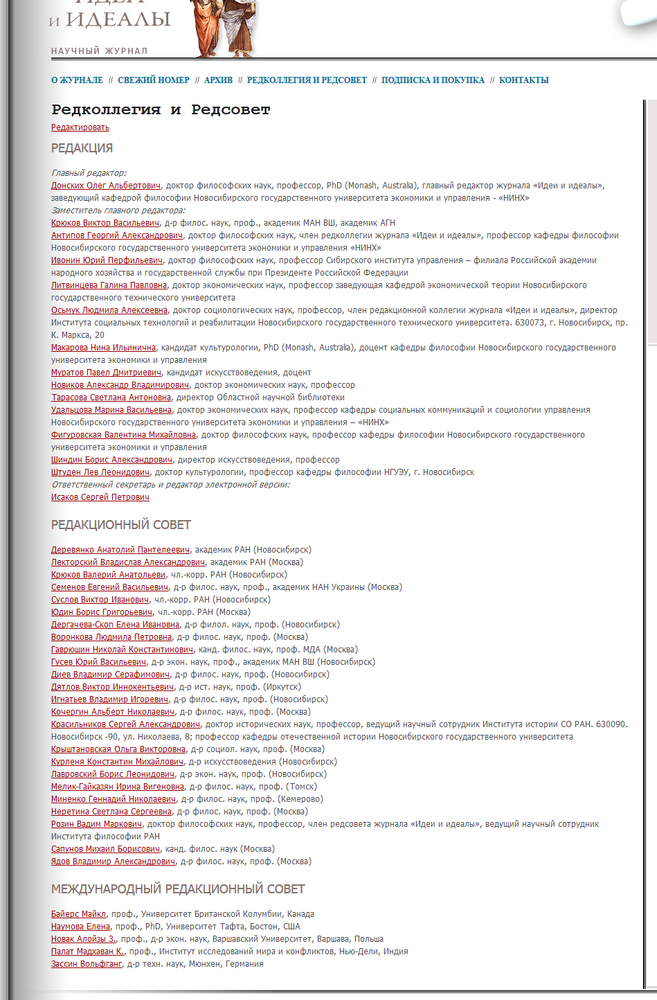 ИДЕИ
и ИДЕАЛЫ
НАУЧНЫЙ ЖУРНАЛ
О ЖУРНАЛЕ // СВЕЖИЙ НОМЕР // АРХИВ // РЕДКОЛЛЕГИЯ И РЕДСОВЕТ // ПОДПИСКА И ПОКУПКА // КОНТАКТЫ
Редколлегия и Редсовет
Редактировать
РЕДАКЦИЯ
Главный редактор:
Донских Олег Альбертович, доктор философских наук, профессор, PhD (Monash, Australia), главный редактор журнала «Идеи и идеалы»,
заведующий кафедрой философии Новосибирского государственного университета экономики и управления - «НИНХ»
Заместитель главного редактора:
Крюков Виктор Васильевич, д-р филос. наук, проф., академик МАН ВШ, академик АГН
Антипов Георгий Александрович, доктор философских наук, член редколлегии журнала «Идеи и идеалы», профессор кафедры философии
Новосибирского государственного университета экономики и управления «НИНХ»
Ивонин Юрий Перфильевич, доктор философских наук, профессор Сибирского института управления – филиала Российской академии
народного хозяйства и государственной службы при Президенте Российской Федерации
Литвинцева Галина Павловна, доктор экономических наук, профессор заведующая кафедрой экономической теории Новосибирского
государственного технического университета
Осьмук Людмила Алексеевна, доктор социологических наук, профессор, член редакционной коллегии журнала «Идеи и идеалы», директор
Института социальных технологий и реабилитации Новосибирского государственного технического университета. 630073, г. Новосибирск, пр.
К. Маркса, 20
Макарова Нина Ильинична, кандидат культурологии, PhD (Monash, Australia), доцент кафедры философии Новосибирского государственного
университета экономики и управления
Муратов Павел Дмитриевич, кандидат искусствоведения, доцент
Новиков Александр Владимирович, доктор экономических наук, профессор
Тарасова Светлана Антоновна, директор Областной научной библиотеки
Удальцова Марина Васильевна, доктор экономических наук, профессор кафедры социальных коммуникаций и социологии управления
Новосибирского государственного университета экономики и управления – «НИНХ»
Фигуровская Валентина Михайловна, доктор философских наук, профессор кафедры философии Новосибирского государственного
университета экономики и управления
Шиндин Борис Александрович, директор искусствоведения, профессор
Штуден Лев Леонидович, доктор культурологии, профессор кафедры философии НГУЭУ, г. Новосибирск
Ответственный секретарь и редактор электронной версии:
Исаков Сергей Петрович
РЕДАКЦИОННЫЙ СОВЕТ
Деревянко Анатолий Пантелеевич, академик РАН (Новосибирск)
Лекторский Владислав Александрович, академик РАН (Москва)
Крюков Валерий Анатольеви, чл.-корр. РАН (Новосибирск)
Семенов Евгений Васильевич, д-р филос. наук, проф., академик НАН Украины (Москва)
Суслов Виктор Иванович, чл.-корр. РАН (Новосибирск)
Юдин Борис Григорьевич, чл.-корр. РАН (Москва)
Дергачева-Скоп Елена Ивановна, д-р филол. наук, проф. (Новосибирск)
Воронкова Людмила Петровна, д-р филос. наук, проф. (Москва)
Гаврюшин Николай Константинович, канд. филос. наук, проф. МДА (Москва)
Гусев Юрий Васильевич, д-р экон. наук, проф., академик МАН ВШ (Новосибирск)
Диев Владимир Серафимович, д-р филос. наук, проф. (Новосибирск)
Дятлов Виктор Иннокентьевич, д-р ист. наук, проф. (Иркутск)
Игнатьев Владимир Игоревич, д-р филос. наук, проф. (Новосибирск)
Кочергин Альберт Николаевич, д-р филос. наук, проф. (Москва)
Красильников Сергей Александрович, доктор исторических наук, профессор, ведущий научный сотрудник Института истории СО РАН. 630090.
Новосибирск -90, ул. Николаева, 8; профессор кафедры отечественной истории Новосибирского государственного университета
Крыштановская Ольга Викторовна, д-р социол. наук, проф. (Москва)
Курленя Константин Михайлович, д-р искусствоведения (Новосибирск)
Лавровский Борис Леонидович, д-р экон. наук, проф. (Новосибирск)
Мелик-Гайказян Ирина Вигеновна, д-р филос. наук, проф. (Томск)
Миненко Геннадий Николаевич, д-р филос. наук, проф. (Кемерово)
Неретина Светлана Сергеевна, д-р филос. наук, проф. (Москва)
Розин Вадим Маркович, доктор философских наук, профессор, член редсовета журнала «Идеи и идеалы», ведущий научный сотрудник
Института философии РАН
Сапунов Михаил Борисович, канд. филос. наук (Москва)
Ядов Владимир Александрович, д-р филос. наук, проф. (Москва)
МЕЖДУНАРОДНЫЙ РЕДАКЦИОННЫЙ СОВЕТ
Байерс Майкл, проф., Университет Британской Колумбии, Канада
Наумова Елена, проф., PhD, Университет Тафта, Бостон, США
Новак Алойзы З., проф., д-р экон. наук, Варшавский Университет, Варшава, Польша
Палат Мадхаван К., проф., Институт исследований мира и конфликтов, Нью-Дели, Индия
Зассин Вольфганг, д-р техн. наук, Мюнхен, Германия